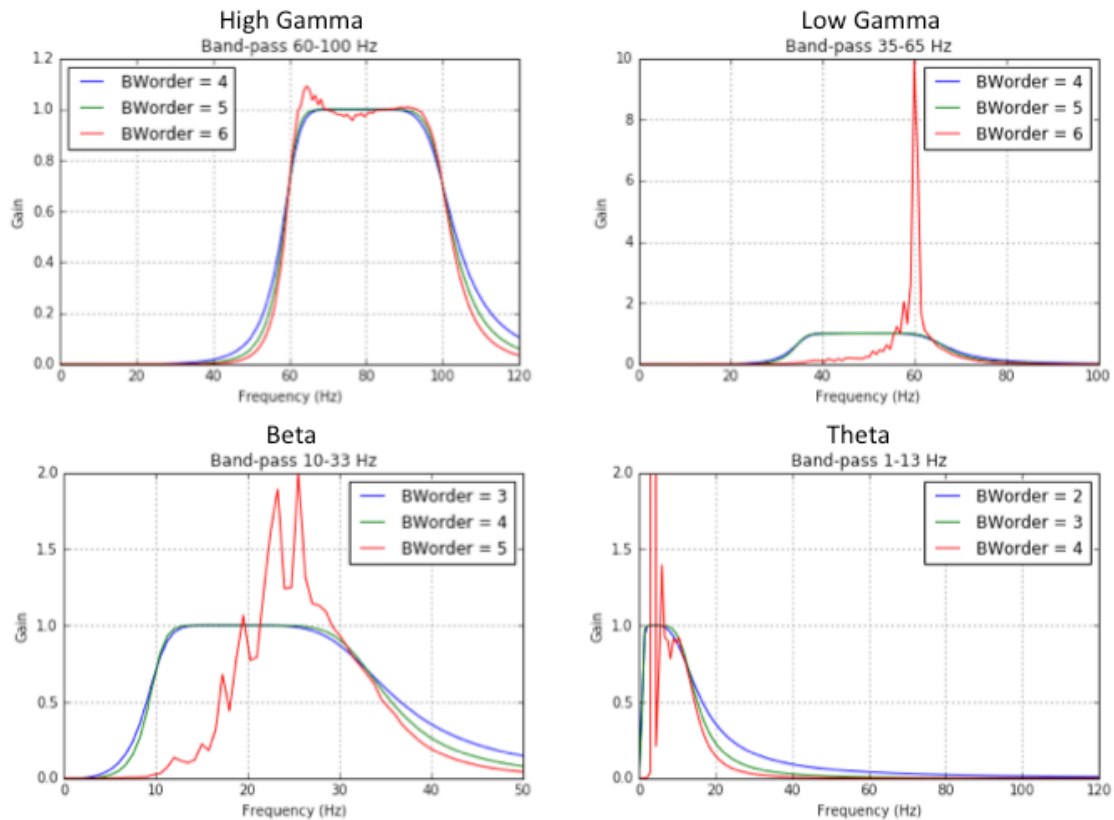 High Gamma
Band-pass 60-100 Hz
1.2
1.0
0.8
0.6
0.4
0.2
0.0
Gain
BWorder = 4
BWorder = 5
BWorder = 6
0 20 40 60 80 100 120
Frequency (Hz)
Low Gamma
Band-pass 35-65 Hz
10
8
6
4
2
0
Gain
BWorder = 4
BWorder = 5
BWorder = 6
0 20 40 60 80 100
Frequency (Hz)
Beta
Band-pass 10-33 Hz
2.0
1.5
1.0
0.5
0.0
Gain
BWorder = 3
BWorder = 4
BWorder = 5
0 10 20 30 40 50
Frequency (Hz)
Theta
Band-pass 1-13 Hz
2.0
1.5
1.0
0.5
0.0
Gain
BWorder = 2
BWorder = 3
BWorder = 4
0 20 40 60 80 100 120
Frequency (Hz)